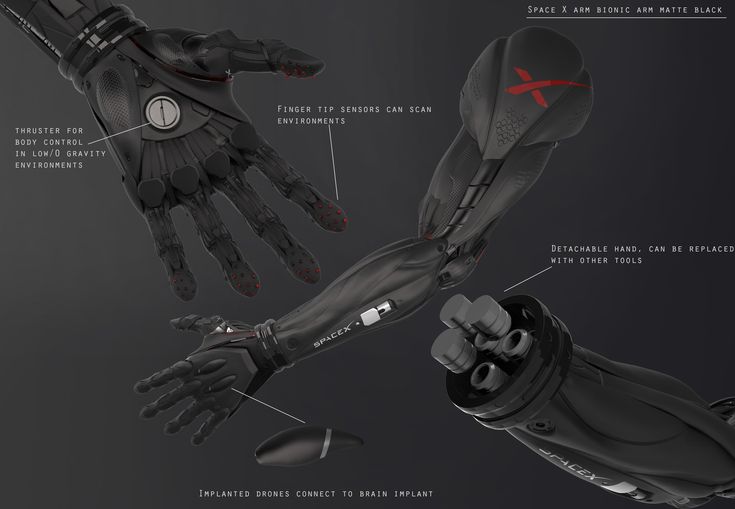 Space X arm bionic arm matte black
Finger tip sensors can scan
environments
thruster for
body control
in low/0 gravity
environments
Detachable hand, can be replaced
with other tools
SPACEX
SPACEX
Implanted drones connect to brain implant